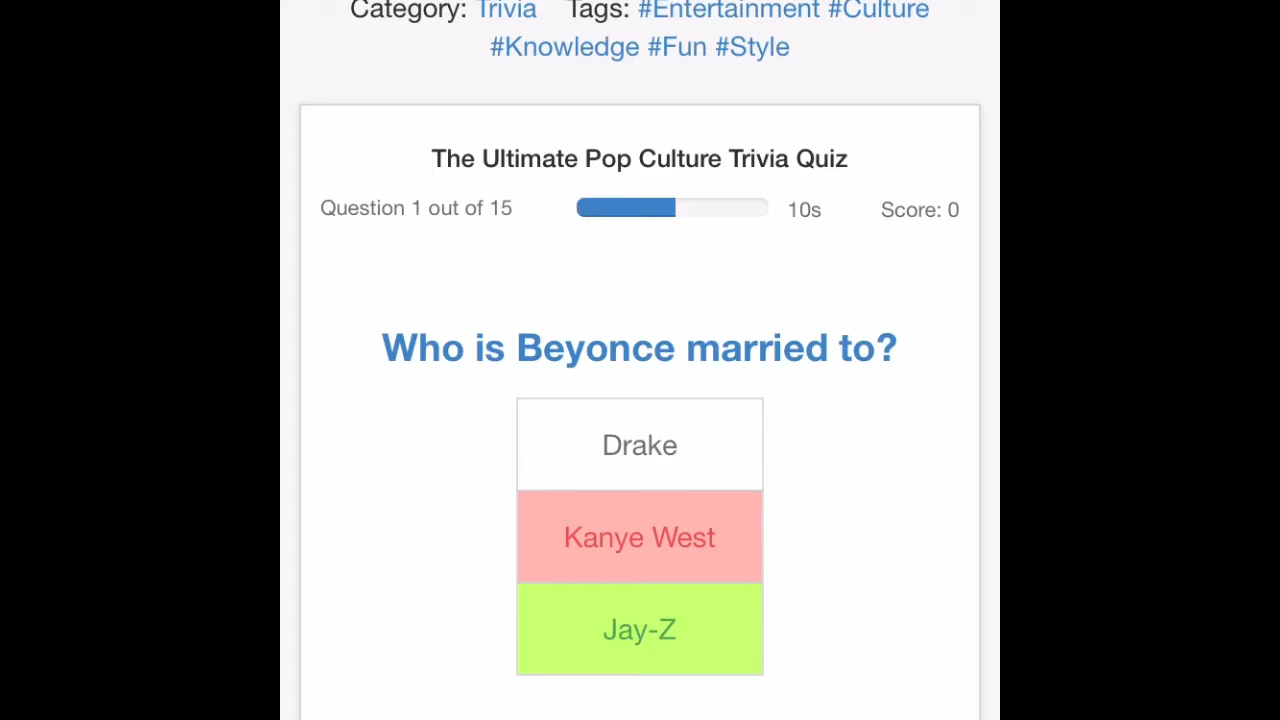 Category: Trivia Tags: #Entertainment #Culture
#Knowledge #Fun #Style
The Ultimate Pop Culture Trivia Quiz
Question 1 out of 15 10s Score: 0
Who is Beyonce married to?
Drake
Kanye West
Jay-Z